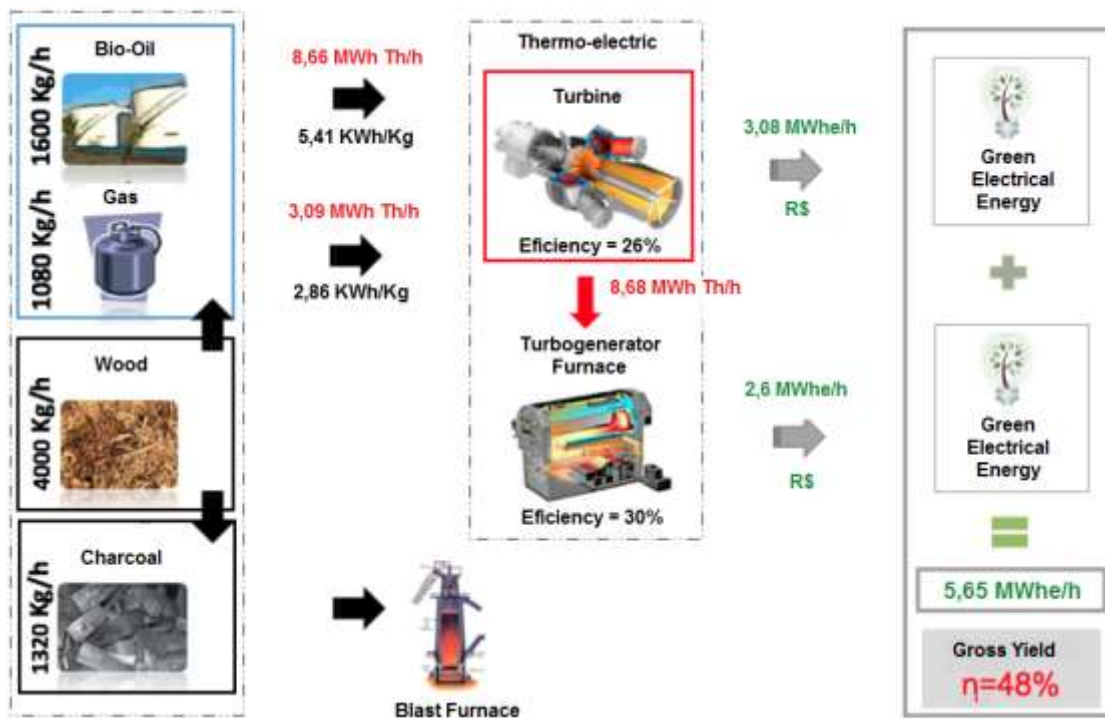 Bio-Oil
1600 Kg/h
Gas
1080 Kg/h
Wood
4000 Kg/h
Charcoal
1320 Kg/h
8,66 MWh Th/h
5,41 KWh/Kg
3,09 MWh Th/h
2,86 KWh/Kg
Thermo-electric
Turbine
Eficiency = 26%
8,68 MWh Th/h
Turbogenerator
Furnace
Eficiency = 30%
Blast Furnace
3,08 MWhe/h
R$
2,6 MWhe/h
R$
Green
Electrical
Energy
Green
Electrical
Energy
5,65 MWhe/h
Gross Yield
η=48%